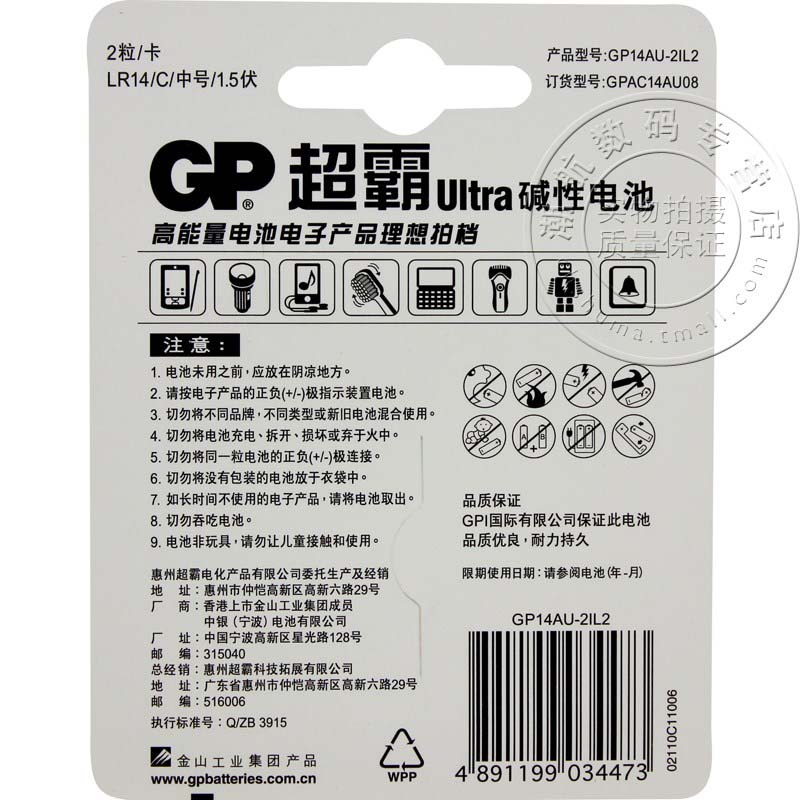 2粒/卡
LR14/C/中号/1.5伏
产品型号:GP14AU-2IL2
订货型号:GPAC14AU08
GP® 超霸 Ultra 碱性电池
高能量电池电子产品理想拍档
实物拍摄
质量保证
数码专营店
huma.tmall.com
注意:
1. 电池未用之前,应放在阴凉地方。
2. 请按电子产品的正负(+/-)极指示装置电池。
3. 切勿将不同品牌,不同类型或新旧电池混合使用。
4. 切勿将电池充电、拆开、损坏或弃于火中。
5. 切勿将同一粒电池的正负(+/-)极连接。
6. 切勿将没有包装的电池放于衣袋中。
7. 如长时间不使用的电子产品,请将电池取出。
8. 切勿吞吃电池。
9. 电池非玩具,请勿让儿童接触和使用。
A + B
品质保证
GPI国际有限公司保证此电池
品质优良,耐力持久
限期使用日期:请参阅电池(年-月)
惠州超霸电化产品有限公司委托生产及经销
地 址:惠州市仲恺高新区高新六路29号
厂 商:香港上市金山工业集团成员
中银(宁波)电池有限公司
厂 址:中国宁波高新区星光路128号
邮 编:315040
总经销:惠州超霸科技拓展有限公司
地 址:广东省惠州市仲恺高新区高新六路29号
邮 编:516006
执行标准号:Q/ZB 3915
金山工业集团产品
www.gpbatteries.com.cn
WPP
GP14AU-2IL2
4 891199 034473
02110C11006